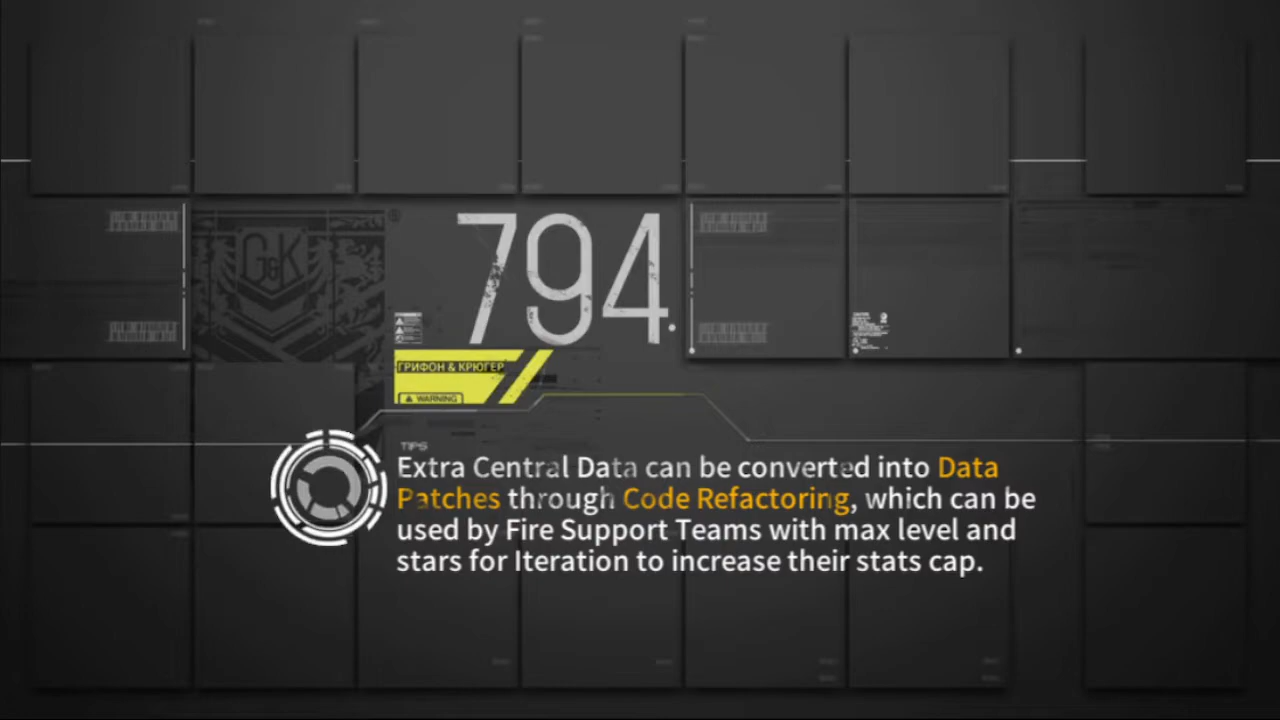 G&K
794.
ГРИФОН & КРЮГЕР
WARNING
TIPS
Extra Central Data can be converted into Data
Patches through Code Refactoring, which can be
used by Fire Support Teams with max level and
stars for Iteration to increase their stats cap.